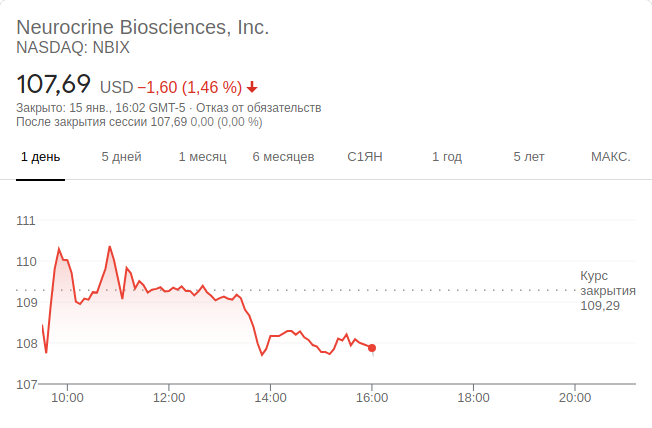 Neurocrine Biosciences, Inc.
NASDAQ: NBIX
107,69 USD −1,60 (1,46 %)
Закрыто: 15 янв., 16:02 GMT-5 · Отказ от обязательств
После закрытия сессии 107,69 0,00 (0,00 %)
1 день 5 дней 1 месяц 6 месяцев С1ЯН 1 год 5 лет МАКС.
111
110
Курс
закрытия
109,29
109
108
107
10:00 12:00 14:00 16:00 18:00 20:00